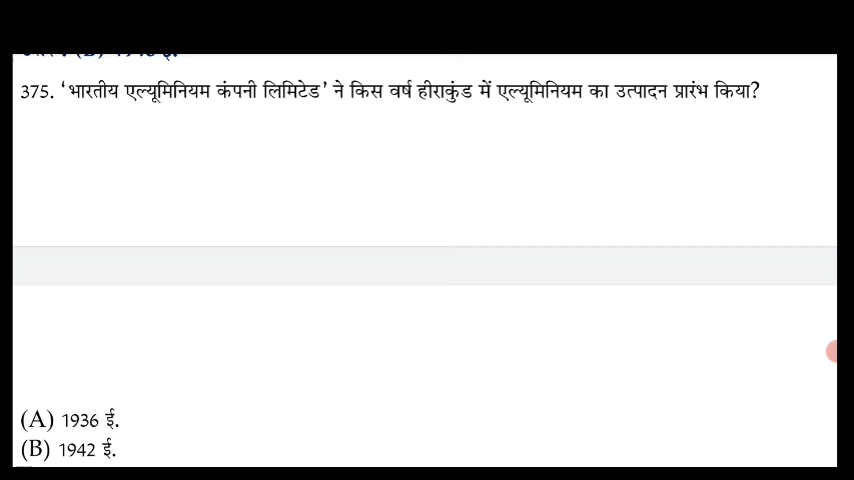 375. ‘भारतीय एल्यूमिनियम कंपनी लिमिटेड’ ने किस वर्ष हीराकुंड में एल्यूमिनियम का उत्पादन प्रारंभ किया?
(A) 1936 ई.
(B) 1942 ई.